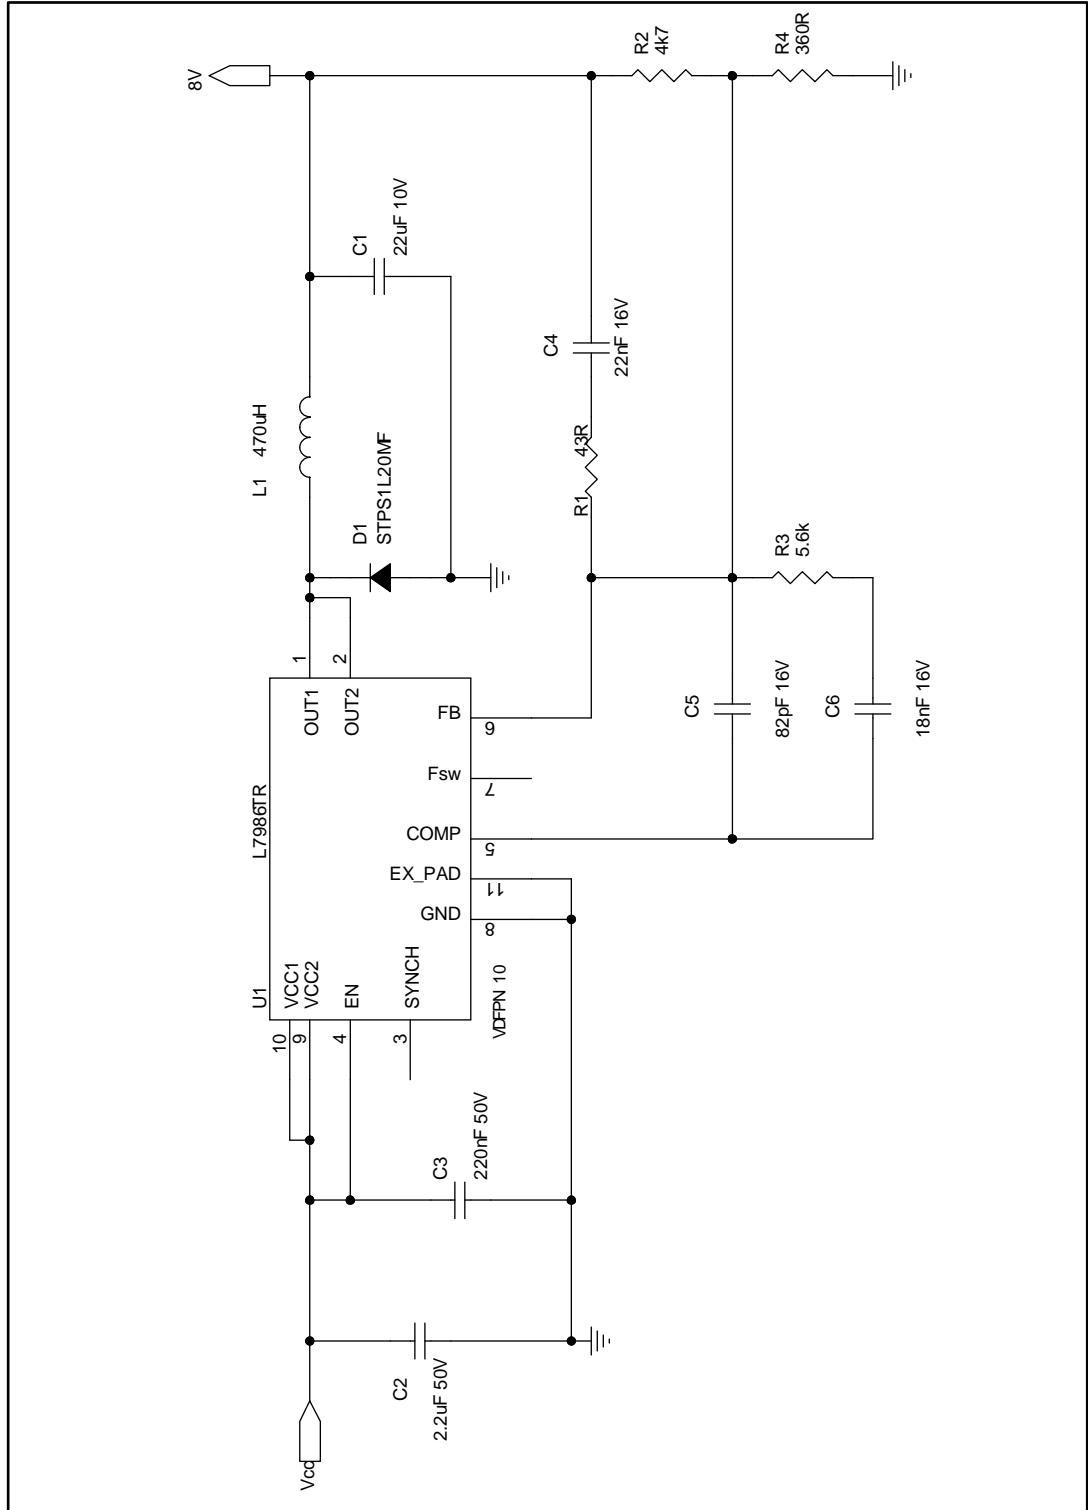 8V
R2
4k7
R4
360R
C1
22uF 10V
C4
22nF 16V
L1 470uH
D1
STPS1L20MF
R1 43R
R3
5.6k
C5
82pF 16V
C6
18nF 16V
U1 L7986TR
OUT1 1
OUT2 2
FB 6
Fsw 7
COMP 5
EX_PAD 11
GND 8
VCC1 10
VCC2 9
EN 4
SYNCH 3
VDFPN 10
C3
220nF 50V
C2
2.2uF 50V
Vcc